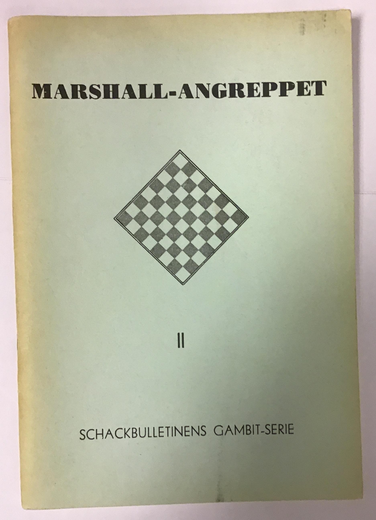 MARSHALL-ANGREPPET
II
SCHACKBULLETINENS GAMBIT-SERIE